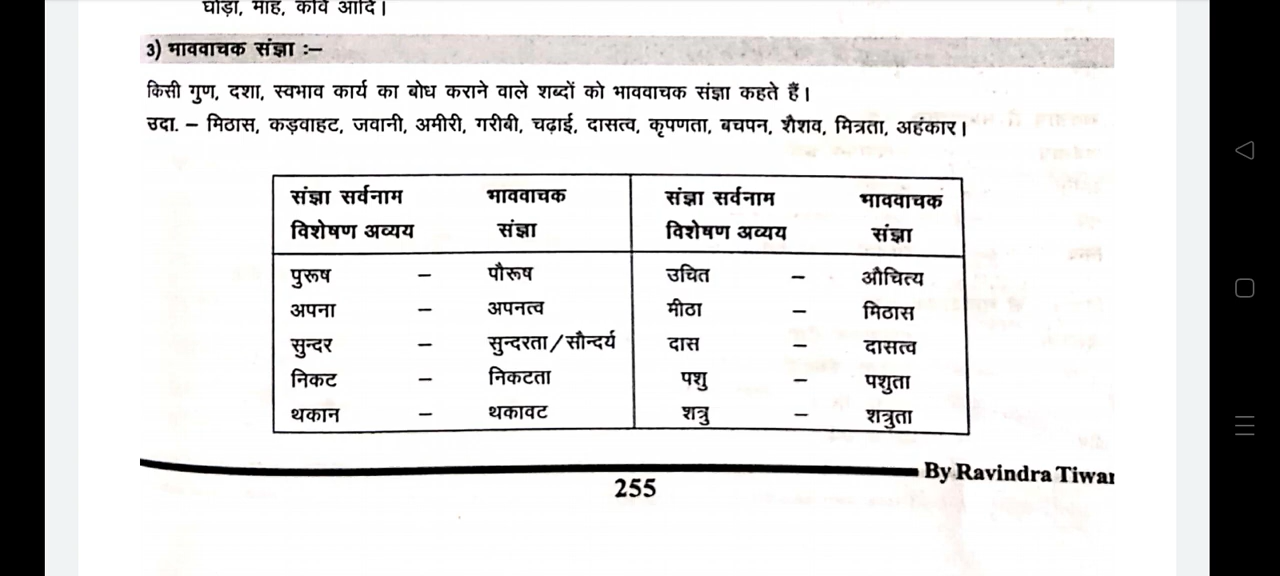 घोड़ा, माह, कवि आदि।
3) भाववाचक संज्ञा :–
किसी गुण, दशा, स्वभाव कार्य का बोध कराने वाले शब्दों को भाववाचक संज्ञा कहते हैं।
उदा. – मिठास, कड़वाहट, जवानी, अमीरी, गरीबी, चढ़ाई, दासत्व, कृपणता, बचपन, शैशव, मित्रता, अहंकार।
संज्ञा सर्वनाम भाववाचक संज्ञा सर्वनाम भाववाचक
विशेषण अव्यय संज्ञा विशेषण अव्यय संज्ञा
पुरूष – पौरूष उचित – औचित्य
अपना – अपनत्व मीठा – मिठास
सुन्दर – सुन्दरता/सौन्दर्य दास – दासत्व
निकट – निकटता पशु – पशुता
थकान – थकावट शत्रु – शत्रुता
By Ravindra Tiwar
255